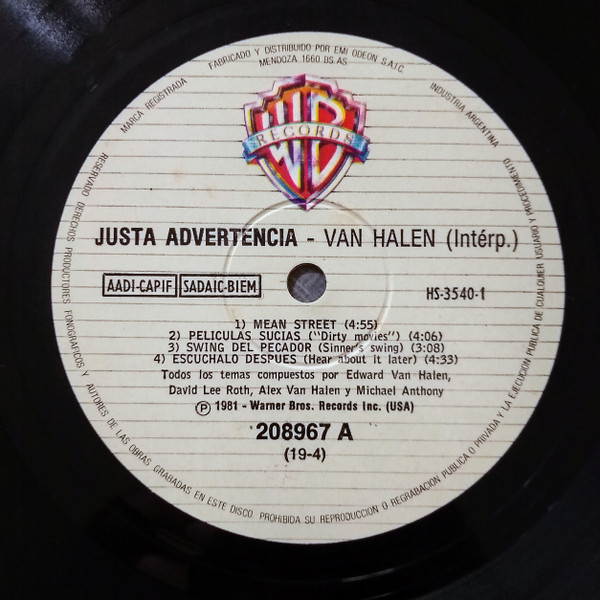 FABRICADO Y DISTRIBUIDO POR EMI ODEON S.A.I.C.
MENDOZA 1660 BS.AS
MARCA REGISTRADA
INDUSTRIA ARGENTINA
WB
RECORDS
JUSTA ADVERTENCIA - VAN HALEN (Intérp.)
AADI-CAPIF SADAIC-BIEM
HS-3540-1
1) MEAN STREET (4:55)
2) PELICULAS SUCIAS ("Dirty movies") (4:06)
3) SWING DEL PECADOR (Sinner's swing) (3:08)
4) ESCUCHALO DESPUES (Hear about it later) (4:33)
Todos los temas compuestos por Edward Van Halen,
David Lee Roth, Alex Van Halen y Michael Anthony
Ⓟ 1981 - Warner Bros. Records Inc. (USA)
208967 A
(19-4)
RESERVADO DERECHOS PRODUCTORES FONOGRAFICOS Y AUTORES DE LAS OBRAS GRABADAS EN ESTE DISCO. PROHIBIDA SU REPRODUCCION O REGRABACION PUBLICA O PRIVADA Y LA EJECUCION PUBLICA DE CUALQUIER USUARIO Y PROCEDIMIENTO